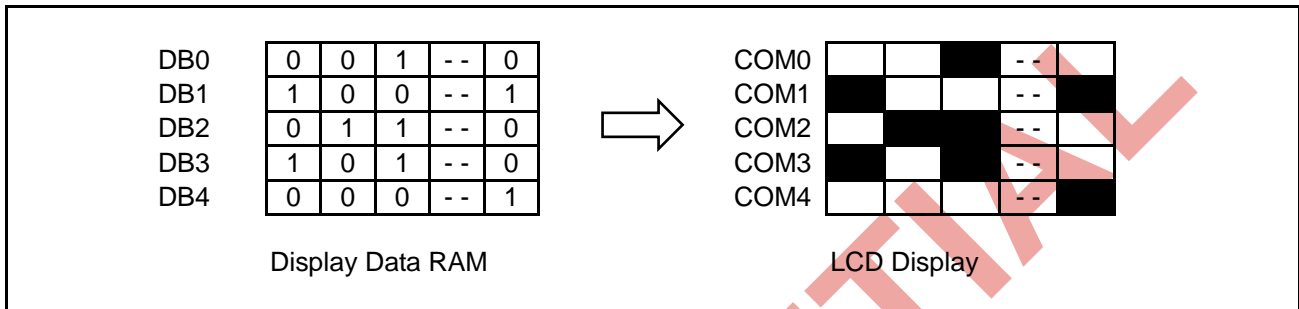 DB0 0 0 1 - - 0 COM0 - -
DB1 1 0 0 - - 1 COM1 - -
DB2 0 1 1 - - 0 COM2 - -
DB3 1 0 1 - - 0 COM3 - -
DB4 0 0 0 - - 1 COM4 - -
Display Data RAM LCD Display
TIAL